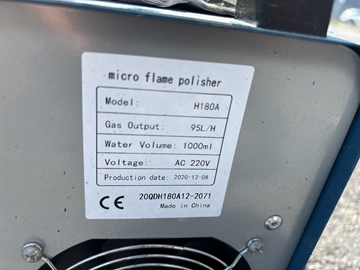 micro flame polisher
Model: H180A
Gas Output: 95L/H
Water Volume: 1000ml
Voltage: AC 220V
Production date: 2020-12-08
CE 20QDH180A12-2071
Made in China